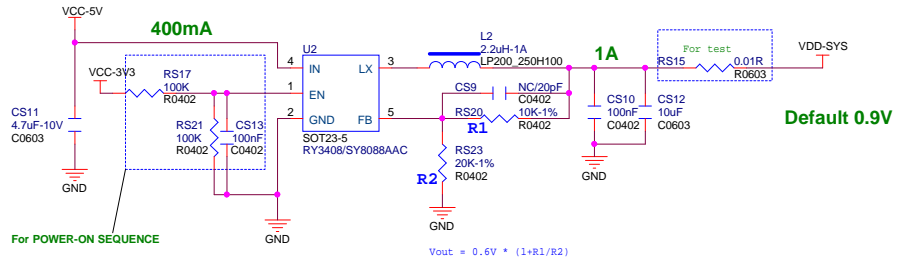 VCC-5V
400mA
VCC-3V3
RS17
100K
R0402
CS11
4.7uF-10V
C0603
RS21
100K
R0402
CS13
100nF
C0402
GND
GND
For POWER-ON SEQUENCE
U2
4
IN
LX
3
1
EN
2
GND
FB
5
SOT23-5
RY3408/SY8088AAC
L2
2.2uH-1A
LP200_250H100
CS9
NC/20pF
C0402
RS20
10K-1%
R1
R0402
RS23
20K-1%
R2
R0402
GND
1A
CS10
100nF
C0402
CS12
10uF
C0603
GND
For test
RS15
0.01R
R0603
VDD-SYS
Default 0.9V
Vout = 0.6V * (1+R1/R2)